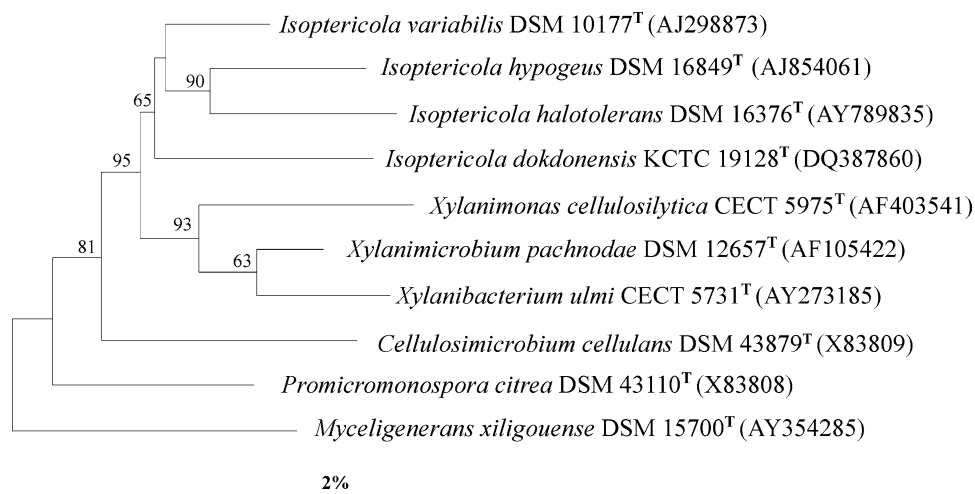 Isoptericola variabilis DSM 10177T (AJ298873)
90
Isoptericola hypogeus DSM 16849T (AJ854061)
65
Isoptericola halotolerans DSM 16376T (AY789835)
95
Isoptericola dokdonensis KCTC 19128T (DQ387860)
Xylanimonas cellulosilytica CECT 5975T (AF403541)
93
81
Xylanimicrobium pachnodae DSM 12657T (AF105422)
63
Xylanibacterium ulmi CECT 5731T (AY273185)
Cellulosimicrobium cellulans DSM 43879T (X83809)
Promicromonospora citrea DSM 43110T (X83808)
Myceligenerans xiligouense DSM 15700T (AY354285)
2%